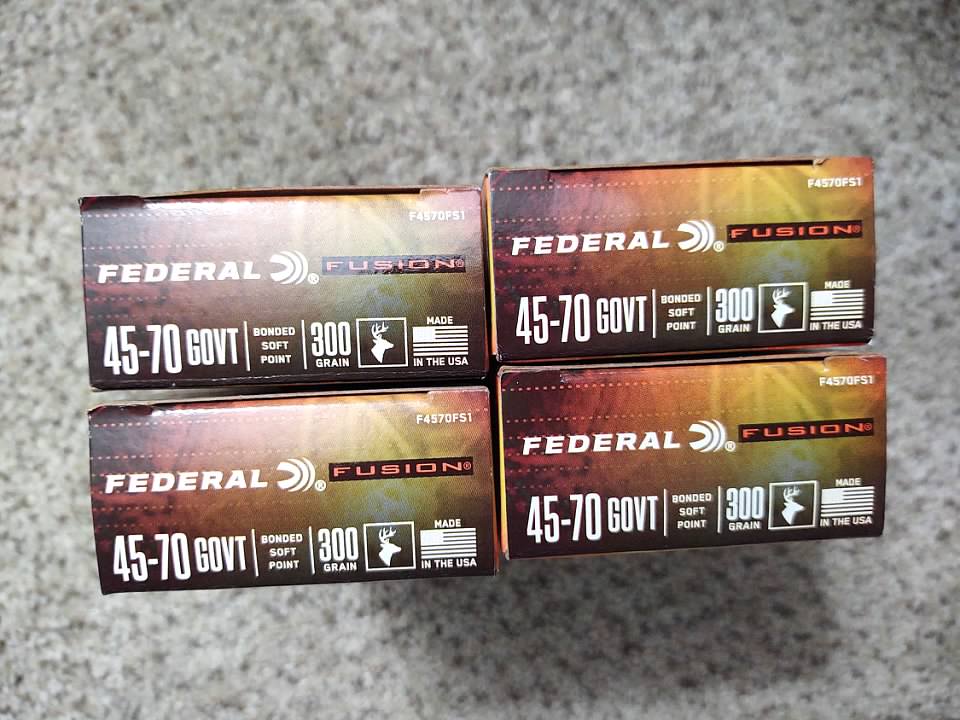 F4570FS1
FEDERAL ® FUSION®
45-70 GOVT
BONDED
SOFT
POINT
300
GRAIN
MADE
IN THE USA
F4570FS1
FEDERAL ® FUSION®
45-70 GOVT
BONDED
SOFT
POINT
300
GRAIN
MADE
IN THE USA
F4570FS1
FEDERAL ® FUSION®
45-70 GOVT
BONDED
SOFT
POINT
300
GRAIN
MADE
IN THE USA
F4570FS1
FEDERAL ® FUSION®
45-70 GOVT
BONDED
SOFT
POINT
300
GRAIN
MADE
IN THE USA